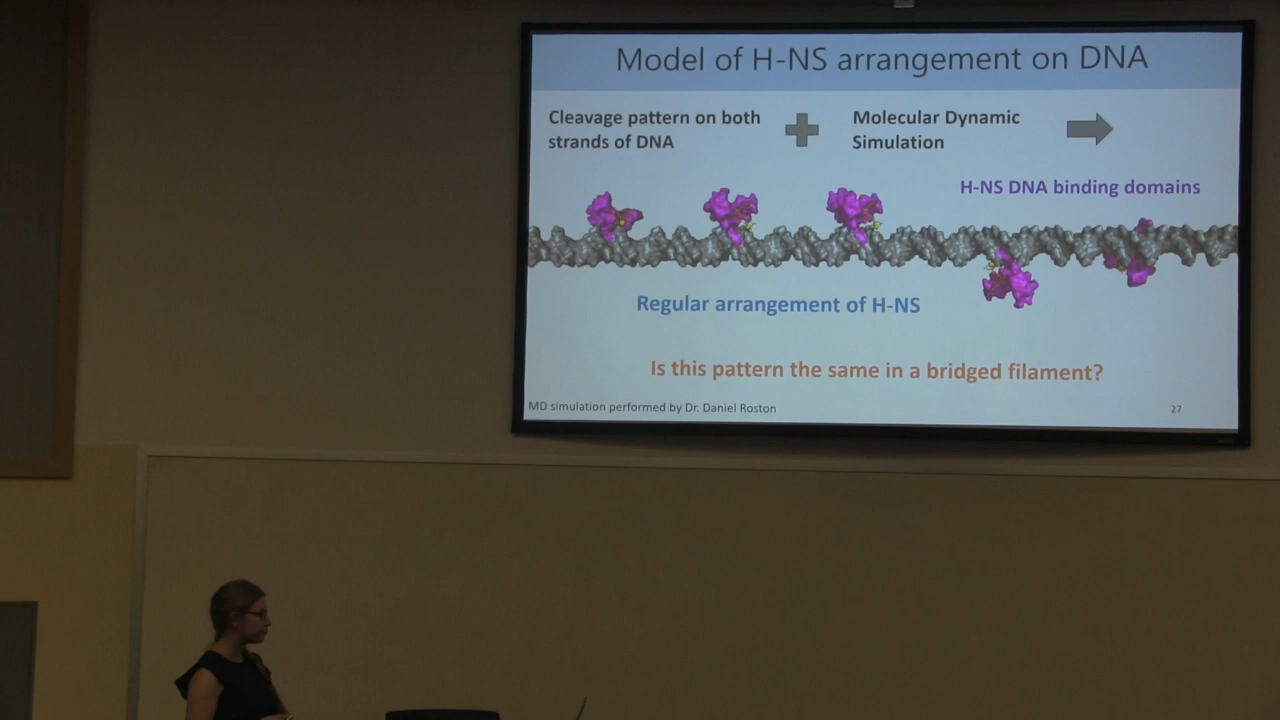 Model of H-NS arrangement on DNA
Cleavage pattern on both
strands of DNA
Molecular Dynamic
Simulation
H-NS DNA binding domains
Regular arrangement of H-NS
Is this pattern the same in a bridged filament?
MD simulation performed by Dr. Daniel Roston
27